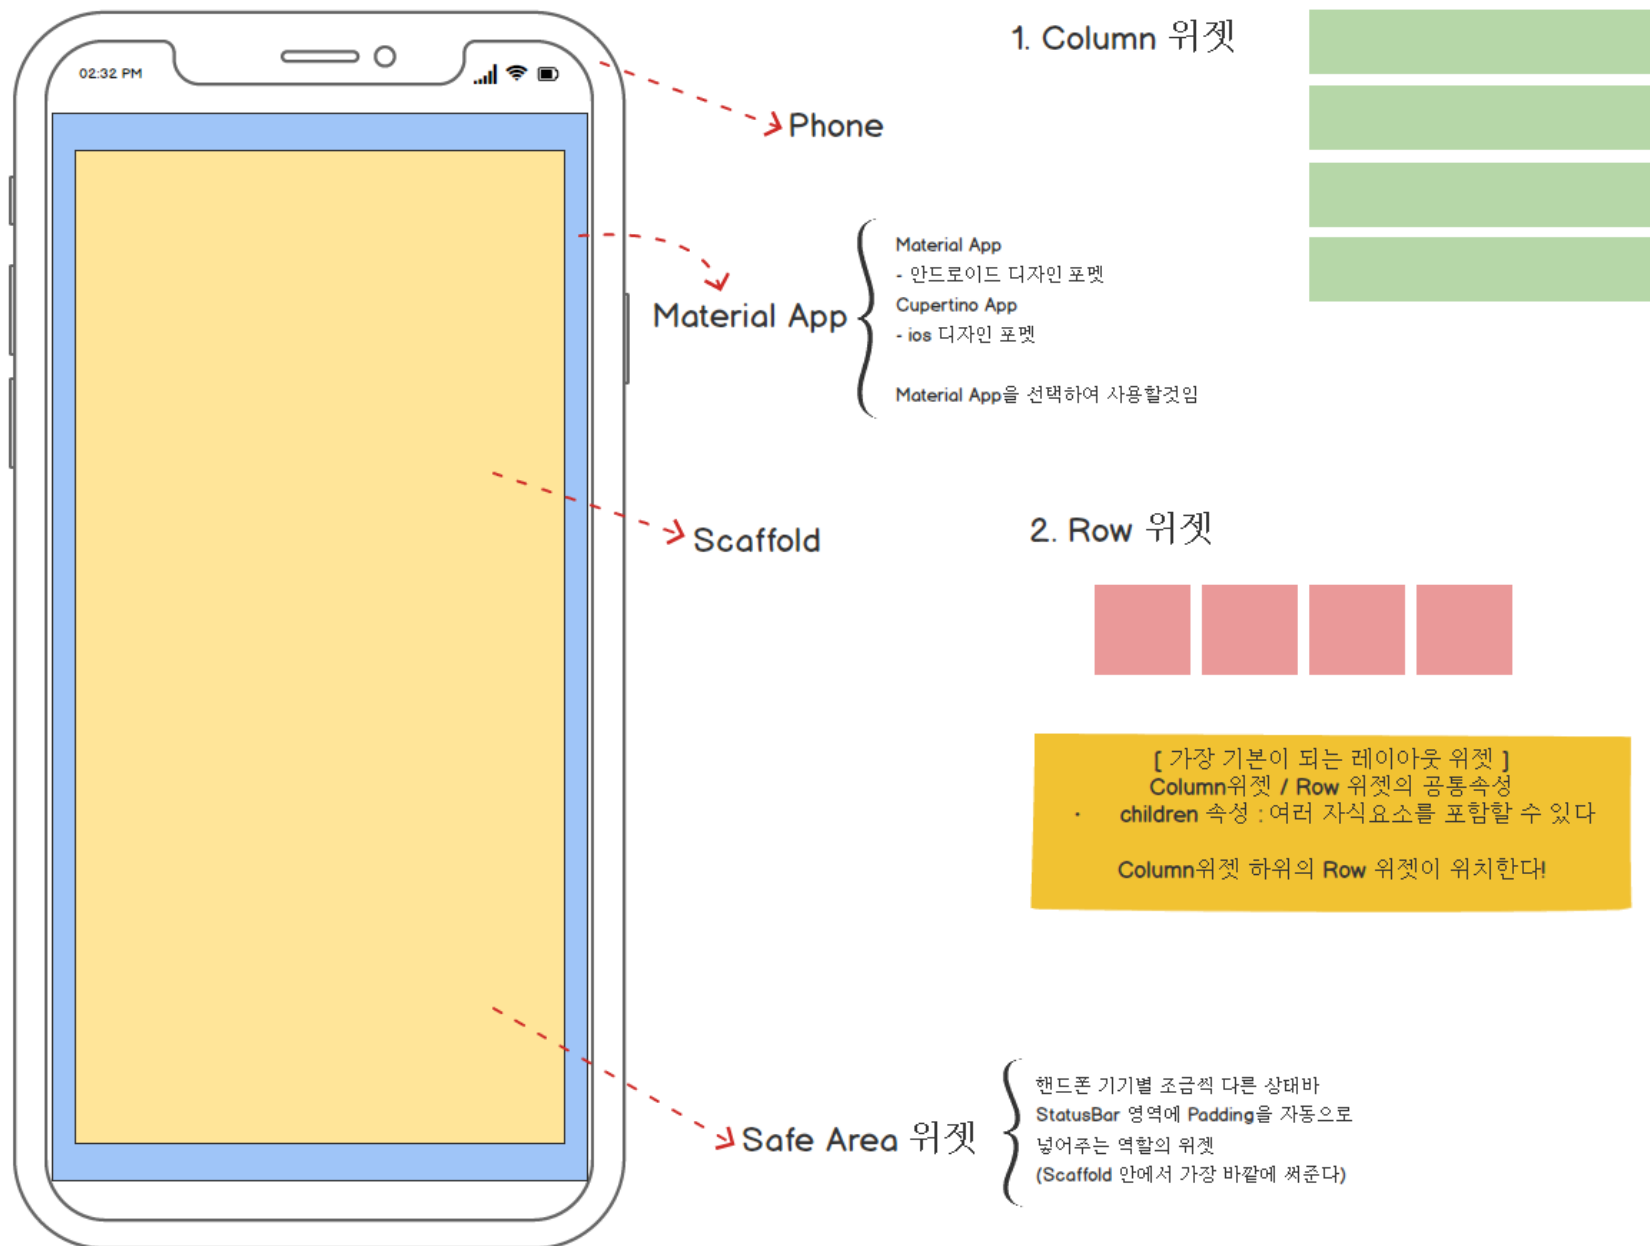 02:32 PM
Phone
Material App
Material App
- 안드로이드 디자인 포멧
Cupertino App
- ios 디자인 포멧
Material App을 선택하여 사용할것임
Scaffold
Safe Area 위젯
핸드폰 기기별 조금씩 다른 상태바
StatusBar 영역에 Padding을 자동으로
넣어주는 역할의 위젯
(Scaffold 안에서 가장 바깥에 써준다)
1. Column 위젯
2. Row 위젯
[ 가장 기본이 되는 레이아웃 위젯 ]
Column위젯 / Row 위젯의 공통속성
· children 속성 : 여러 자식요소를 포함할 수 있다
Column위젯 하위의 Row 위젯이 위치한다!